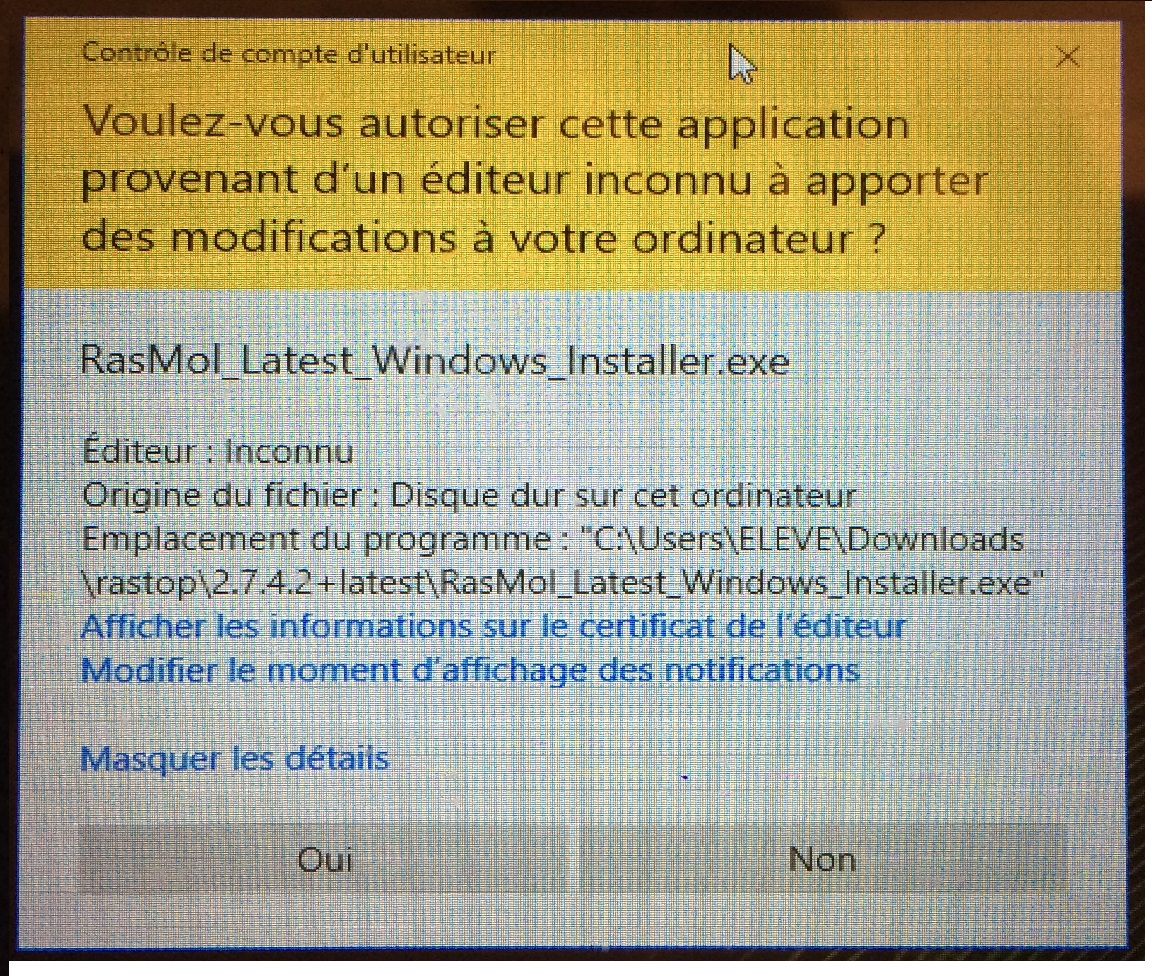 Contrôle de compte d'utilisateur
Voulez-vous autoriser cette application
provenant d'un éditeur inconnu à apporter
des modifications à votre ordinateur ?
RasMol_Latest_Windows_Installer.exe
Éditeur : Inconnu
Origine du fichier : Disque dur sur cet ordinateur
Emplacement du programme : "C:\Users\ELEVE\Downloads
\rastop\2.7.4.2+latest\RasMol_Latest_Windows_Installer.exe"
Afficher les informations sur le certificat de l'éditeur
Modifier le moment d'affichage des notifications
Masquer les détails
Oui
Non